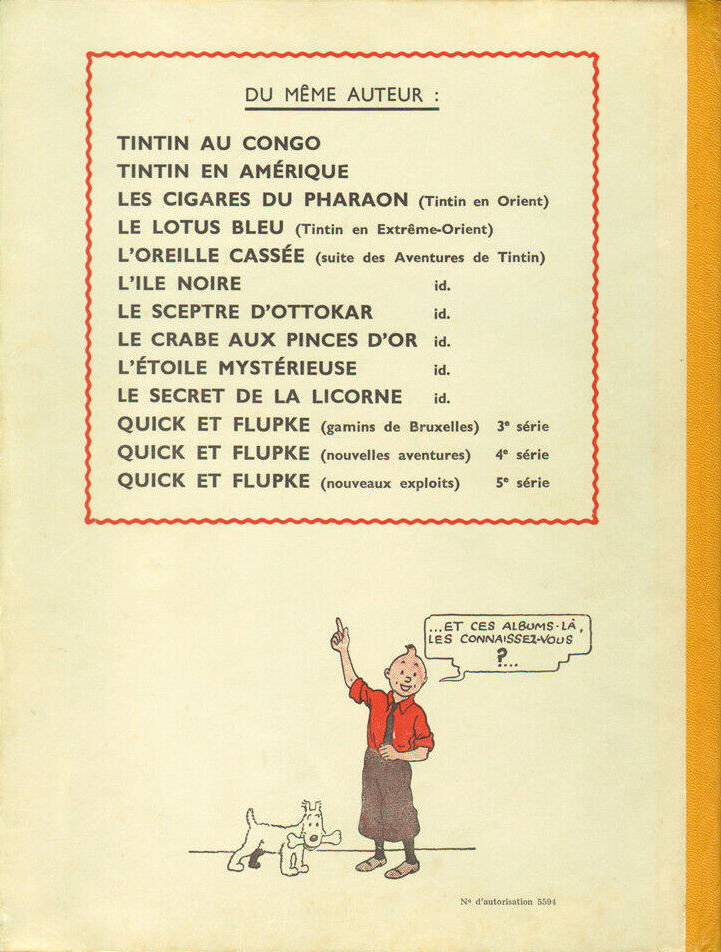 DU MÊME AUTEUR :
TINTIN AU CONGO
TINTIN EN AMÉRIQUE
LES CIGARES DU PHARAON (Tintin en Orient)
LE LOTUS BLEU (Tintin en Extrême-Orient)
L'OREILLE CASSÉE (suite des Aventures de Tintin)
L'ILE NOIRE id.
LE SCEPTRE D'OTTOKAR id.
LE CRABE AUX PINCES D'OR id.
L'ÉTOILE MYSTÉRIEUSE id.
LE SECRET DE LA LICORNE id.
QUICK ET FLUPKE (gamins de Bruxelles) 3e série
QUICK ET FLUPKE (nouvelles aventures) 4e série
QUICK ET FLUPKE (nouveaux exploits) 5e série
...ET CES ALBUMS-LÀ,
LES CONNAISSEZ-VOUS
?...
No d'autorisation 5594